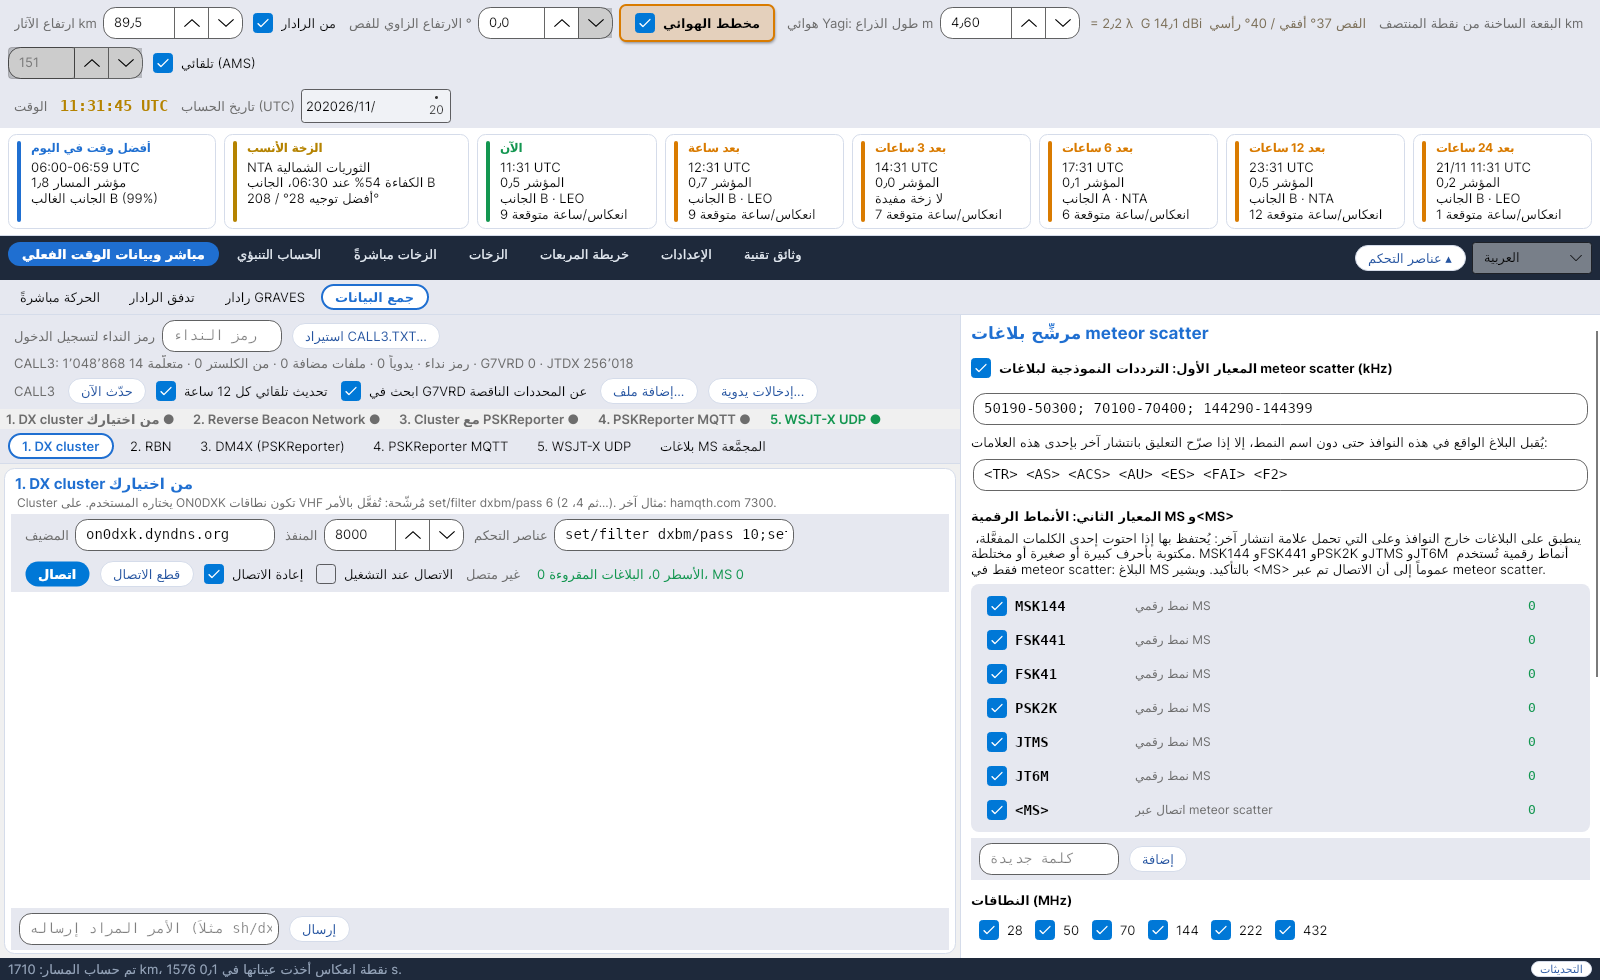 ارتفاع الآثار km 89٫5 من الرادار الارتفاع الزاوي للفص ° 0٫0 مخطط الهوائي طول الذراع Yagi: m 4٫60 = 2٫2 λ G 14٫1 dBi الفص 37° أفقي / 40° رأسي البقعة الساخنة من نقطة المنتصف km
151 تلقائي (AMS)
الوقت 11:31:45 UTC تاريخ الحساب (UTC) 202026/11/ 20
أفضل وقت في اليوم
06:00-06:59 UTC
مؤشر المسار 1٫8
الجانب الغالب B (99%)
الزخة الأنسب
الثوريات الشمالية NTA
الكفاءة 54% عند 06:30، الجانب B
أفضل توجيه 28° / 208°
الآن
11:31 UTC
المؤشر 0٫5
الجانب B · LEO
انعكاس/ساعة متوقعة 9
بعد ساعة
12:31 UTC
المؤشر 0٫7
الجانب B · LEO
انعكاس/ساعة متوقعة 9
بعد 3 ساعات
14:31 UTC
المؤشر 0٫0
لا زخة مفيدة
انعكاس/ساعة متوقعة 7
بعد 6 ساعات
17:31 UTC
المؤشر 0٫1
الجانب A · NTA
انعكاس/ساعة متوقعة 6
بعد 12 ساعات
23:31 UTC
المؤشر 0٫5
الجانب B · NTA
انعكاس/ساعة متوقعة 12
بعد 24 ساعات
21/11 11:31 UTC
المؤشر 0٫2
الجانب B · LEO
انعكاس/ساعة متوقعة 1
مباشر وبيانات الوقت الفعلي الحساب التنبؤي الزخات مباشرةً الزخات خريطة المربعات الإعدادات وثائق تقنية عناصر التحكم ▴ العربية
الحركة مباشرةً تدفق الرادار رادار GRAVES جمع البيانات
رمز النداء لتسجيل الدخول رمز النداء استيراد CALL3.TXT…
CALL3: 1’048’868 رمز نداء · يدوياً 0 · ملفات مضافة 0 · من الكلستر 0 · متعلّمة 14 · G7VRD 0 · JTDX 256’018
CALL3 حدّث الآن تحديث تلقائي كل 12 ساعة ابحث في G7VRD عن المحددات الناقصة إضافة ملف… إدخالات يدوية…
1. DX cluster من اختيارك ● 2. Reverse Beacon Network ● 3. Cluster مع PSKReporter ● 4. PSKReporter MQTT ● 5. WSJT-X UDP ●
1. DX cluster 2. RBN 3. DM4X (PSKReporter) 4. PSKReporter MQTT 5. WSJT-X UDP بلاغات MS المجمَّعة
1. DX cluster من اختيارك
Cluster يختاره المستخدم. على ON0DXK تكون نطاقات VHF مُرشَّحة: تُفعَّل بالأمر set/filter dxbm/pass 6 (ثم 4، 2…). مثال آخر: hamqth.com 7300.
المضيف on0dxk.dyndns.org المنفذ 8000 عناصر التحكم set/filter dxbm/pass 10;se
اتصال قطع الاتصال إعادة الاتصال الاتصال عند التشغيل غير متصل الأسطر 0، البلاغات المقروءة 0، MS 0
الأمر المراد إرساله (مثلاً sh/dx إرسال
مرشِّح بلاغات meteor scatter
المعيار الأول: الترددات النموذجية لبلاغات meteor scatter (kHz)
50190-50300; 70100-70400; 144290-144399
يُقبل البلاغ الواقع في هذه النوافذ حتى دون اسم النمط، إلا إذا صرّح التعليق بانتشار آخر بإحدى هذه العلامات:
<TR> <AS> <ACS> <AU> <ES> <FAI> <F2>
المعيار الثاني: الأنماط الرقمية MS و<MS>
ينطبق على البلاغات خارج النوافذ وعلى التي تحمل علامة انتشار آخر: يُحتفظ بها إذا احتوت إحدى الكلمات المفعَّلة،
مكتوبة بأحرف كبيرة أو صغيرة أو مختلطة. MSK144 وFSK441 وPSK2K وJTMS وJT6M أنماط رقمية تُستخدم
فقط في meteor scatter: البلاغ MS بالتأكيد. ويشير <MS> عموماً إلى أن الاتصال تم عبر meteor scatter.
MSK144 نمط رقمي MS 0
FSK441 نمط رقمي MS 0
FSK41 نمط رقمي MS 0
PSK2K نمط رقمي MS 0
JTMS نمط رقمي MS 0
JT6M نمط رقمي MS 0
<MS> اتصال عبر meteor scatter 0
كلمة جديدة إضافة
النطاقات (MHz)
28 50 70 144 222 432
تم حساب المسار: 1710 km، 1576 نقطة انعكاس أخذت عيناتها في 0٫1 s. التحديثات